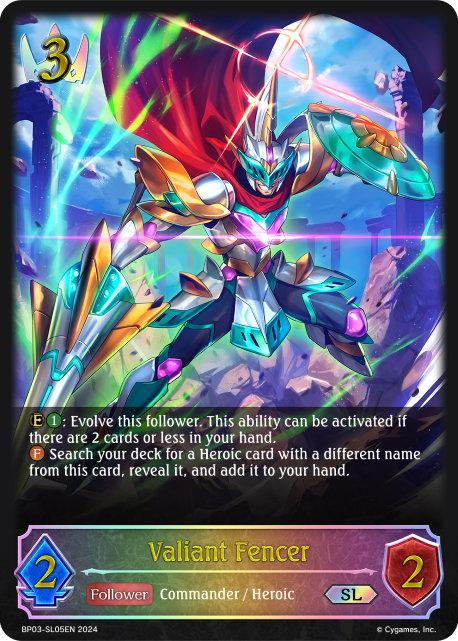 3
E 1: Evolve this follower. This ability can be activated if
there are 2 cards or less in your hand.
F Search your deck for a Heroic card with a different name
from this card, reveal it, and add it to your hand.
Valiant Fencer
2
Follower Commander / Heroic SL
2
BP03-SL05EN 2024
© Cygames, Inc.